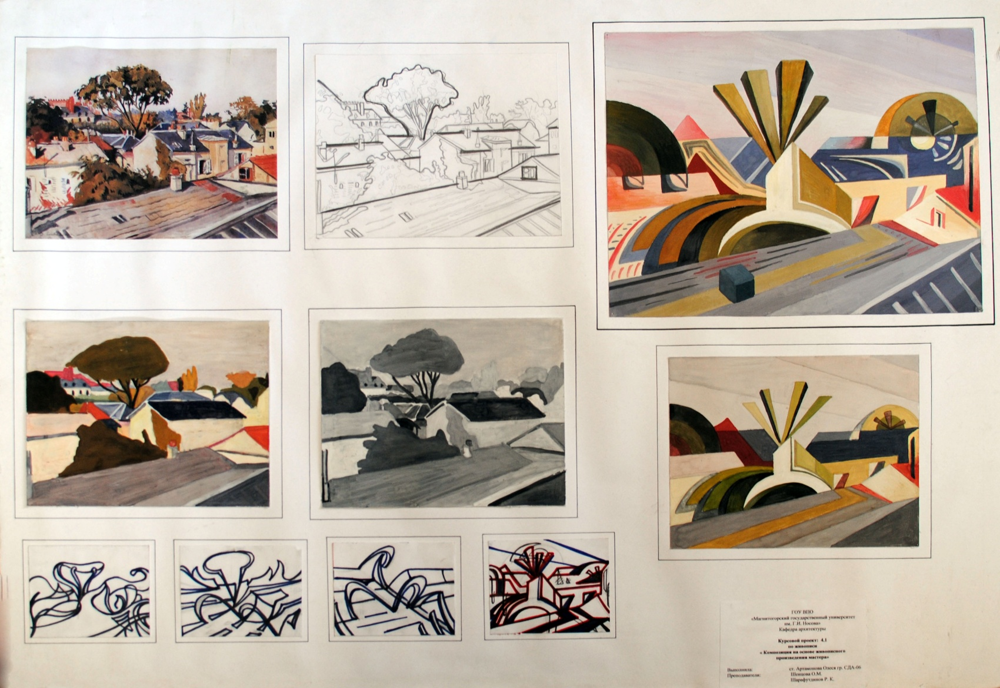 ГОУ ВПО
«Магнитогорский государственный университет
им. Г.И. Носова»
Кафедра архитектуры
Курсовой проект: 4.1
по живописи
« Композиция на основе живописного
произведения мастера»
Выполнила: ст. Артамонова Олеся гр. СДА-06
Преподаватели: Шенцова О.М.
Шарафутдинов Р. К.